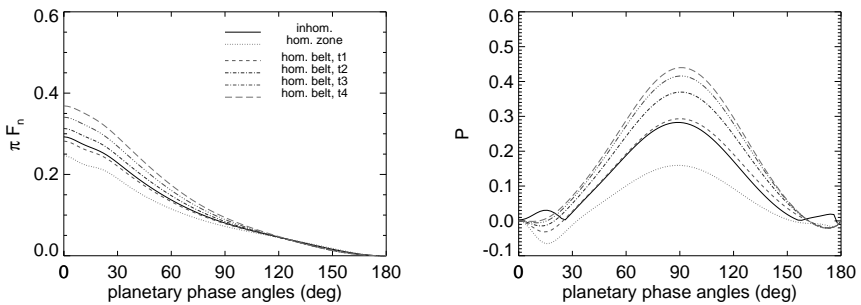 0.6
0.4
0.2
0.0
π Fn
0 30 60 90 120 150 180
planetary phase angles (deg)
inhom.
hom. zone
hom. belt, t1
hom. belt, t2
hom. belt, t3
hom. belt, t4
0.6
0.5
0.4
0.3
0.2
0.1
0.0
-0.1
P
0 30 60 90 120 150 180
planetary phase angles (deg)